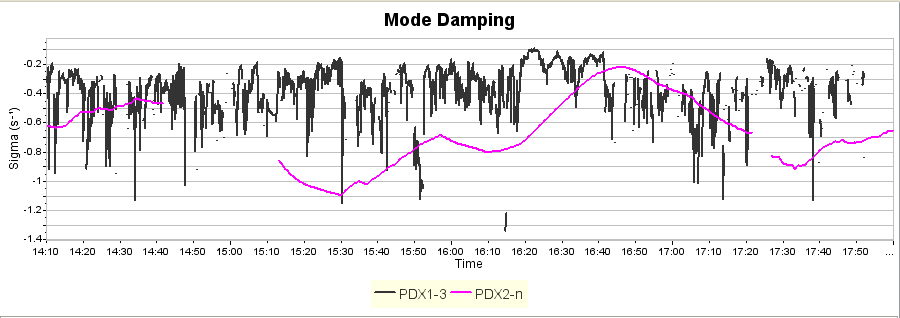 Mode Damping
Sigma (s⁻¹)
-0.2
-0.4
-0.6
-0.8
-1
-1.2
-1.4
14:10 14:20 14:30 14:40 14:50 15:00 15:10 15:20 15:30 15:40 15:50 16:00 16:10 16:20 16:30 16:40 16:50 17:00 17:10 17:20 17:30 17:40 17:50 ...
Time
PDX1-3 PDX2-n